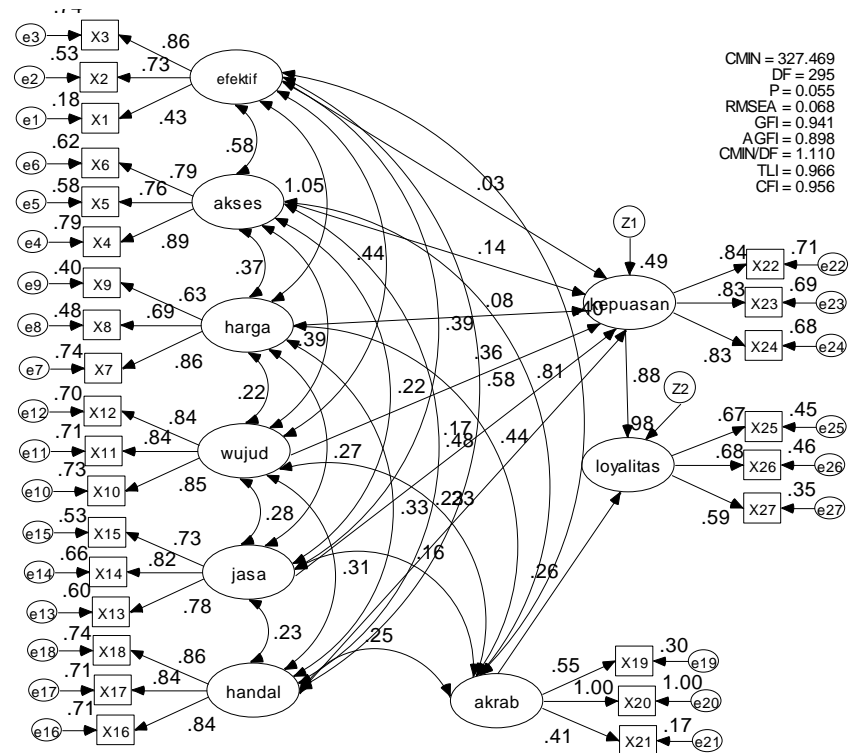 .74
e3 X3 .86
.53
e2 X2 .73 efektif
.18
e1 X1 .43
CMIN = 327.469
DF = 295
P = 0.055
RMSEA = 0.068
GFI = 0.941
AGFI = 0.898
CMIN/DF = 1.110
TLI = 0.966
CFI = 0.956
.58
.62
e6 X6 .79
.58
e5 X5 .76 akses
.79
e4 X4 .89
1.05
.03
.44
.14
.37
Z1
.49
kepuasan
.84 X22 .71 e22
.83 X23 .69 e23
.83 X24 .68 e24
.40
e9 X9 .63
.48
e8 X8 .69 harga
.74
e7 X7 .86
.08
.40
.39
.39
.36
.22
.22
.58
.81
.88
Z2
.70
e12 X12 .84
.71
e11 X11 .84 wujud
.73
e10 X10 .85
.17
.48
.44
.27
.98
loyalitas
.67 X25 .45 e25
.68 X26 .46 e26
.59 X27 .35 e27
.28
.33
.53
e15 X15 .73
.66
e14 X14 .82 jasa
.60
e13 X13 .78
.16
.31
.26
.23
.25
.74
e18 X18 .86
.71
e17 X17 .84 handal
.71
e16 X16 .84
akrab
.55 X19 .30 e19
1.00 X20 1.00 e20
.41 X21 .17 e21